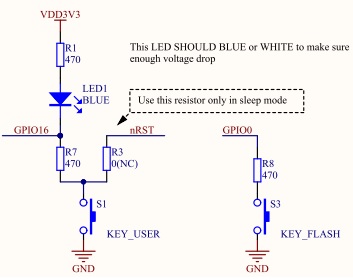 VDD3V3
R1
470
This LED SHOULD BLUE or WHITE to make sure
enough voltage drop
LED1
BLUE
Use this resistor only in sleep mode
GPIO16
nRST
GPIO0
R7
470
R3
0(NC)
R8
470
S1
S3
KEY_USER
KEY_FLASH
GND
GND